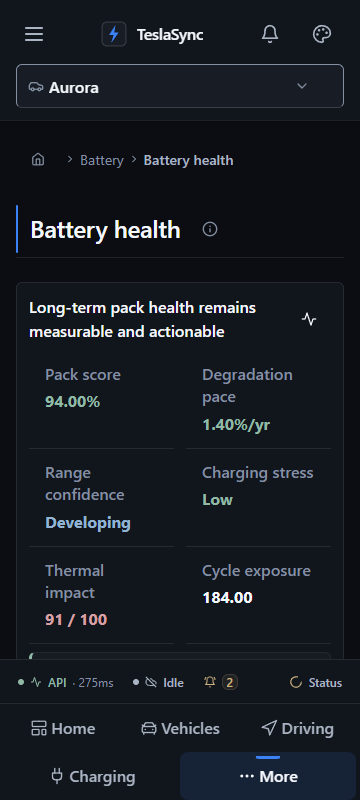 TeslaSync
Aurora
Battery
Battery health
Battery health
Long-term pack health remains
measurable and actionable
Pack score
94.00%
Degradation
pace
1.40%/yr
Range
confidence
Developing
Charging stress
Low
Thermal
impact
91 / 100
Cycle exposure
184.00
API · 275ms
Idle
2
Status
Home
Vehicles
Driving
Charging
More